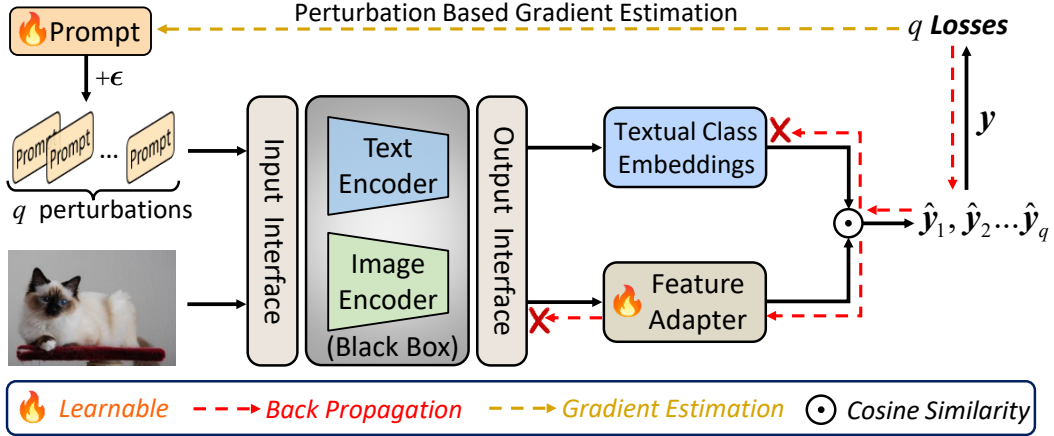 Perturbation Based Gradient Estimation
Prompt
q Losses
+ϵ
y
Prompt Prompt ... Prompt
q perturbations
Input Interface
Text
Encoder
Image
Encoder
(Black Box)
Output Interface
Textual Class
Embeddings
Feature
Adapter
ŷ₁, ŷ₂...ŷ_q
Learnable
Back Propagation
Gradient Estimation
Cosine Similarity